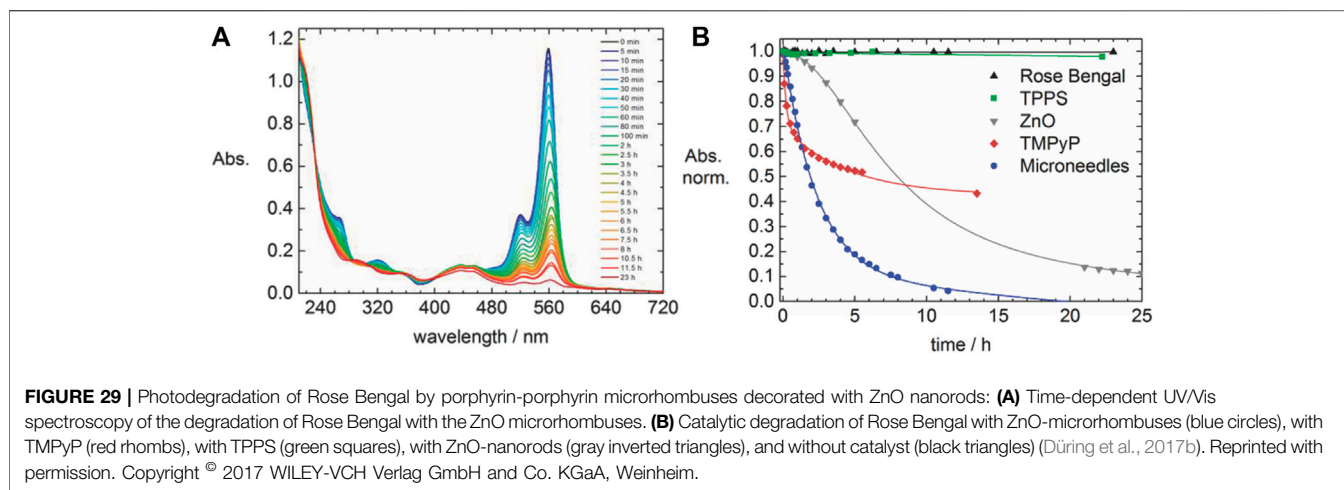 A
1.2
1.0
0.8
0.6
0.4
0.2
0.0
Abs.
240
320
400
480
560
640
720
wavelength / nm
0 min
5 min
10 min
15 min
20 min
30 min
40 min
50 min
60 min
80 min
100 min
2 h
2.5 h
3 h
3.5 h
4 h
4.5 h
5 h
5.5 h
6 h
6.5 h
7.5 h
8 h
10.5 h
11.5 h
23 h
B
1.0
0.9
0.8
0.7
0.6
0.5
0.4
0.3
0.2
0.1
0.0
Abs.
norm.
0
5
10
15
20
25
time / h
Rose Bengal
TPPS
ZnO
TMPyP
Microneedles
FIGURE 29 | Photodegradation of Rose Bengal by porphyrin-porphyrin microrhombuses decorated with ZnO nanorods: (A) Time-dependent UV/Vis
spectroscopy of the degradation of Rose Bengal with the ZnO microrhombuses. (B) Catalytic degradation of Rose Bengal with ZnO-microrhombuses (blue circles), with
TMPyP (red rhombs), with TPPS (green squares), with ZnO-nanorods (gray inverted triangles), and without catalyst (black triangles) (Düring et al., 2017b). Reprinted with
permission. Copyright © 2017 WILEY-VCH Verlag GmbH and Co. KGaA, Weinheim.